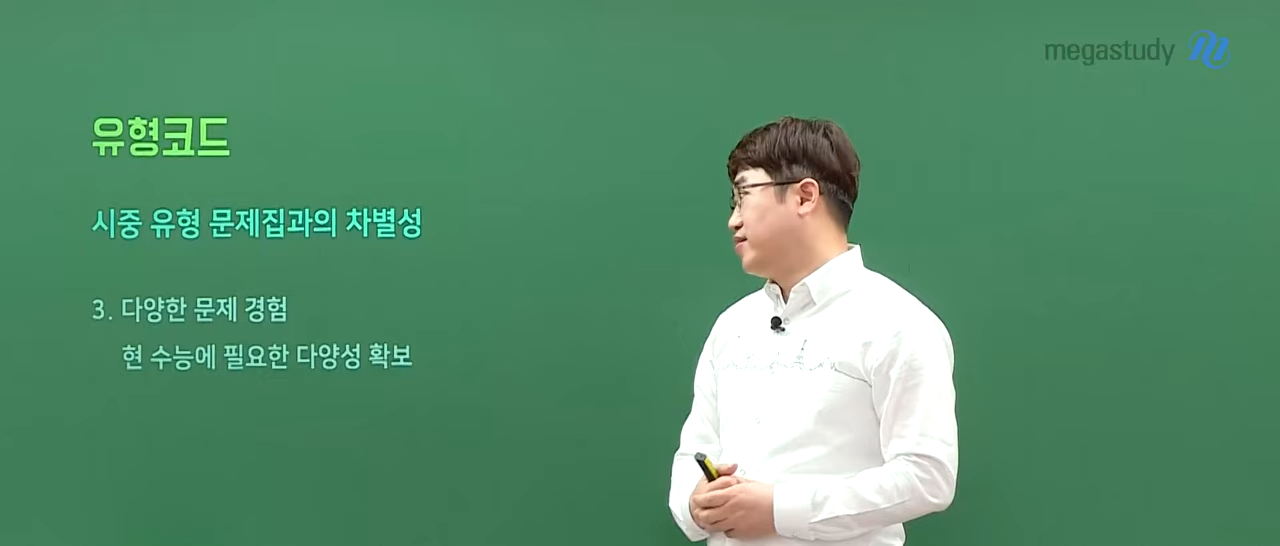 megastudy
유형코드
시중 유형 문제집과의 차별성
3. 다양한 문제 경험
현 수능에 필요한 다양성 확보